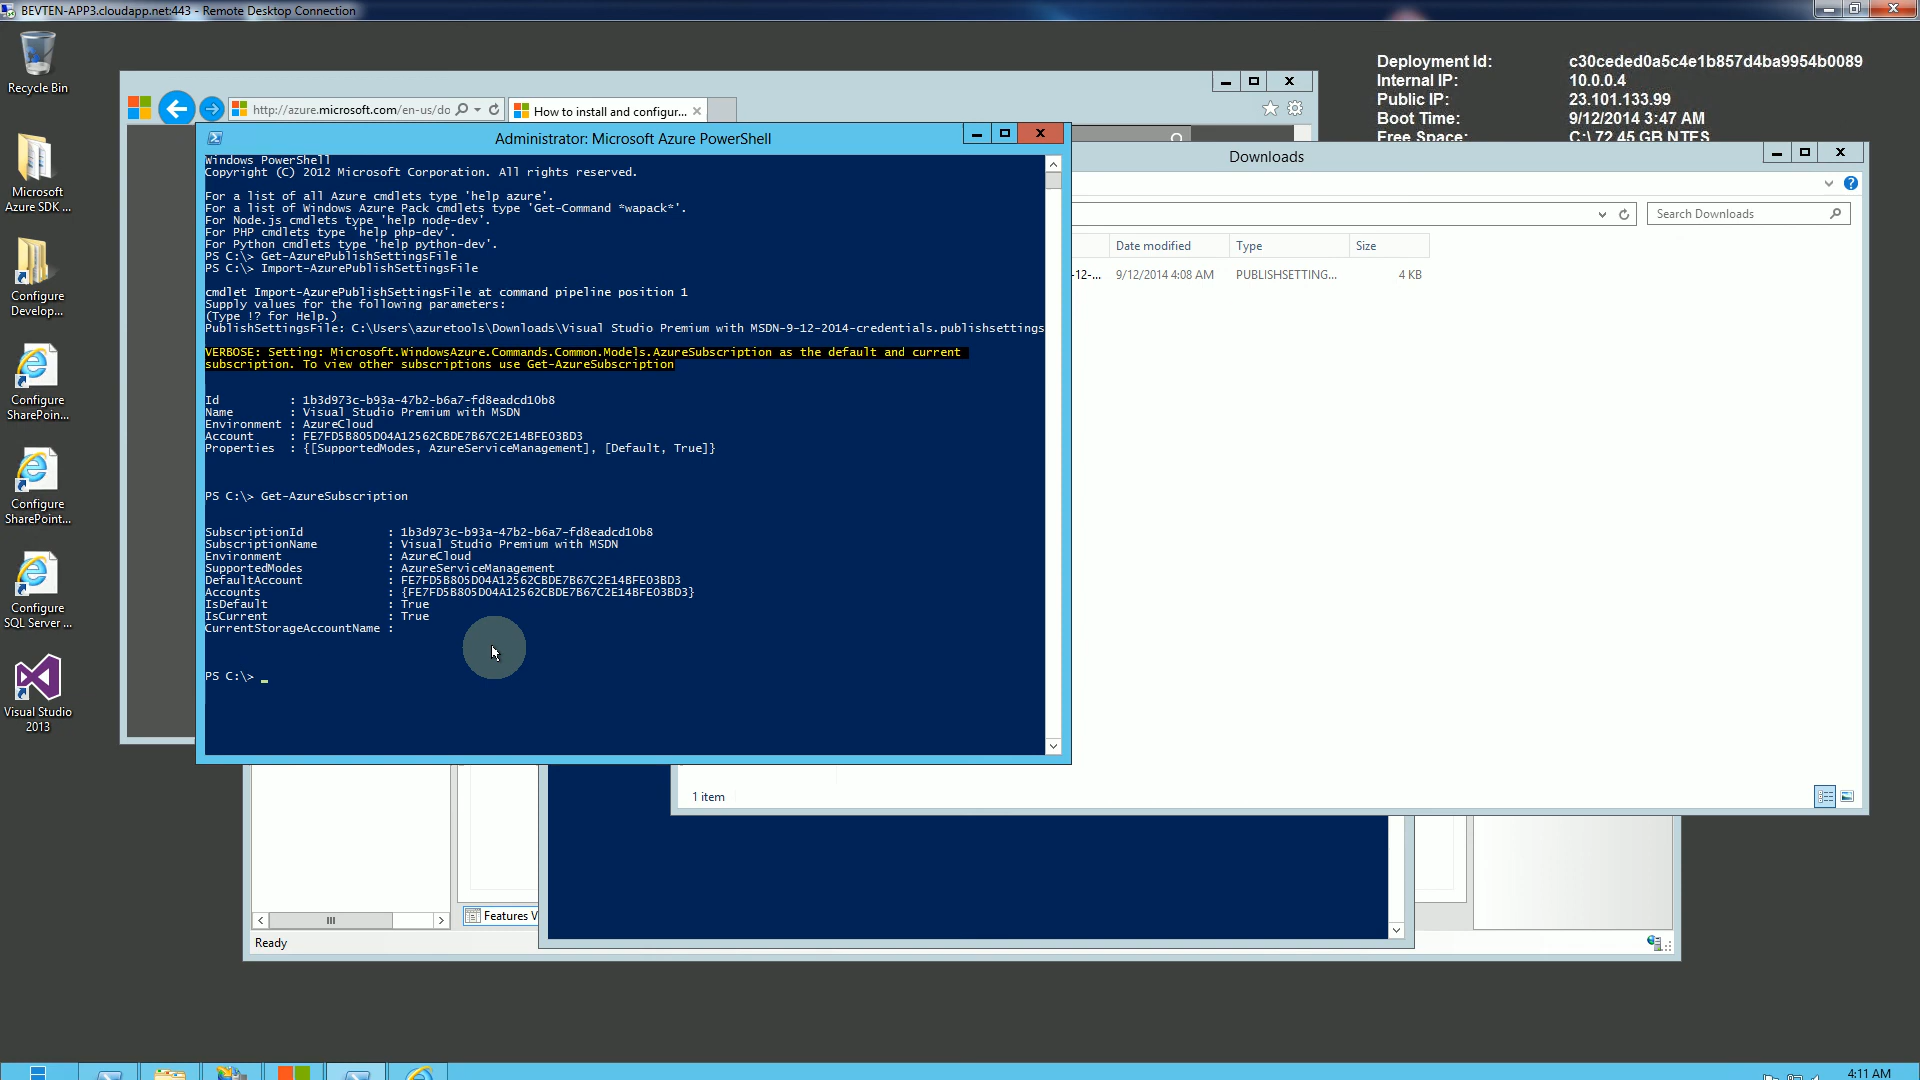 BEVTEN-APP3.cloudapp.net:443 - Remote Desktop Connection
Recycle Bin
Microsoft
Azure SDK ...
Configure
Develop...
Configure
SharePoin...
Configure
SharePoint...
Configure
SQL Server ...
Visual Studio
2013
Deployment Id: c30ceded0a5c4e1b857d4ba9954b0089
Internal IP: 10.0.0.4
Public IP: 23.101.133.99
Boot Time: 9/12/2014 3:47 AM
Free Space: C:\ 72.45 GB NTFS
http://azure.microsoft.com/en-us/do
How to install and configur...
Administrator: Microsoft Azure PowerShell
Windows PowerShell
Copyright (C) 2012 Microsoft Corporation. All rights reserved.
For a list of all Azure cmdlets type 'help azure'.
For a list of Windows Azure Pack cmdlets type 'Get-Command *wapack*'.
For Node.js cmdlets type 'help node-dev'.
For PHP cmdlets type 'help php-dev'.
For Python cmdlets type 'help python-dev'.
PS C:\> Get-AzurePublishSettingsFile
PS C:\> Import-AzurePublishSettingsFile
cmdlet Import-AzurePublishSettingsFile at command pipeline position 1
Supply values for the following parameters:
(Type !? for Help.)
PublishSettingsFile: C:\Users\azuretools\Downloads\Visual Studio Premium with MSDN-9-12-2014-credentials.publishsettings
VERBOSE: Setting: Microsoft.WindowsAzure.Commands.Common.Models.AzureSubscription as the default and current
subscription. To view other subscriptions use Get-AzureSubscription
Id : 1b3d973c-b93a-47b2-b6a7-fd8eadcd10b8
Name : Visual Studio Premium with MSDN
Environment : AzureCloud
Account : FE7FD5B805D04A12562CBDE7B67C2E14BFE03BD3
Properties : {[SupportedModes, AzureServiceManagement], [Default, True]}
PS C:\> Get-AzureSubscription
SubscriptionId : 1b3d973c-b93a-47b2-b6a7-fd8eadcd10b8
SubscriptionName : Visual Studio Premium with MSDN
Environment : AzureCloud
SupportedModes : AzureServiceManagement
DefaultAccount : FE7FD5B805D04A12562CBDE7B67C2E14BFE03BD3
Accounts : {FE7FD5B805D04A12562CBDE7B67C2E14BFE03BD3}
IsDefault : True
IsCurrent : True
CurrentStorageAccountName :
PS C:\> _
Downloads
Search Downloads
Date modified Type Size
-12-... 9/12/2014 4:08 AM PUBLISHSETTING... 4 KB
1 item
Features V
Ready
4:11 AM